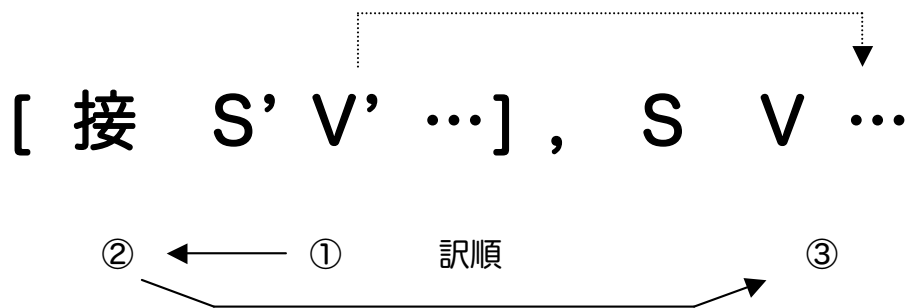 [ 接 S’ V’ …] , S V …
② ① 訳順 ③